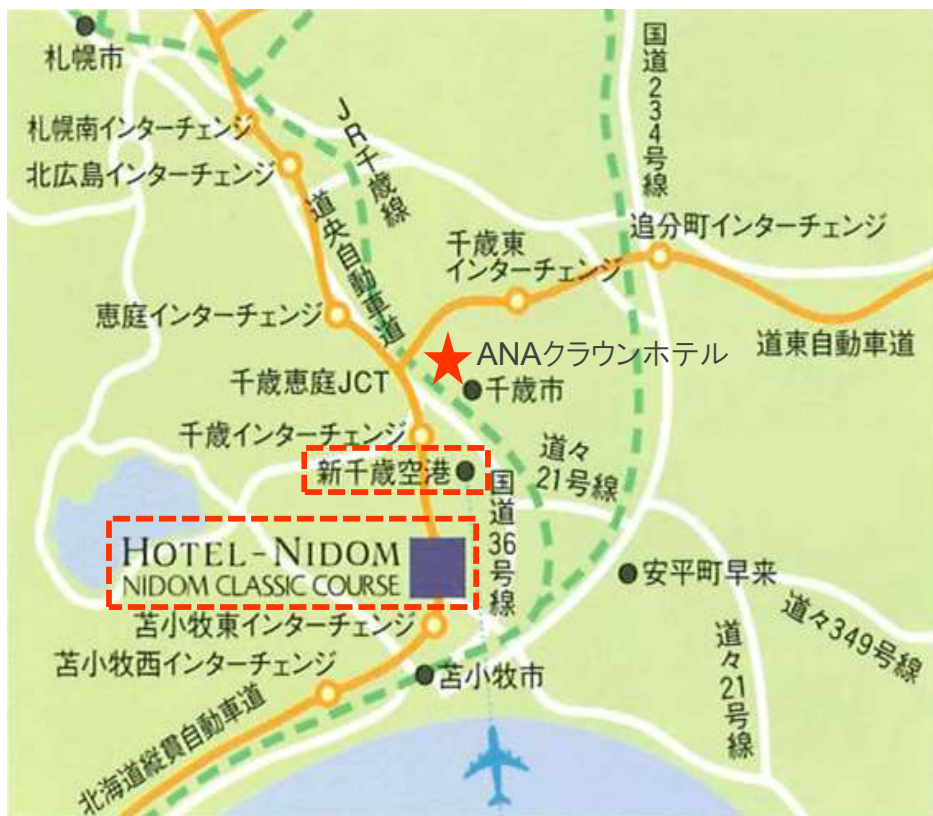 札幌市
国道234号線
札幌南インターチェンジ
JR千歳線
北広島インターチェンジ
道央自動車道
追分町インターチェンジ
千歳東
インターチェンジ
恵庭インターチェンジ
道東自動車道
ANAクラウンホテル
千歳恵庭JCT
千歳市
千歳インターチェンジ
道々
21号線
新千歳空港
国道36号線
HOTEL-NIDOM
NIDOM CLASSIC COURSE
安平町早来
道々349号線
苫小牧東インターチェンジ
苫小牧西インターチェンジ
苫小牧市
道々21号線
北海道縦貫自動車道